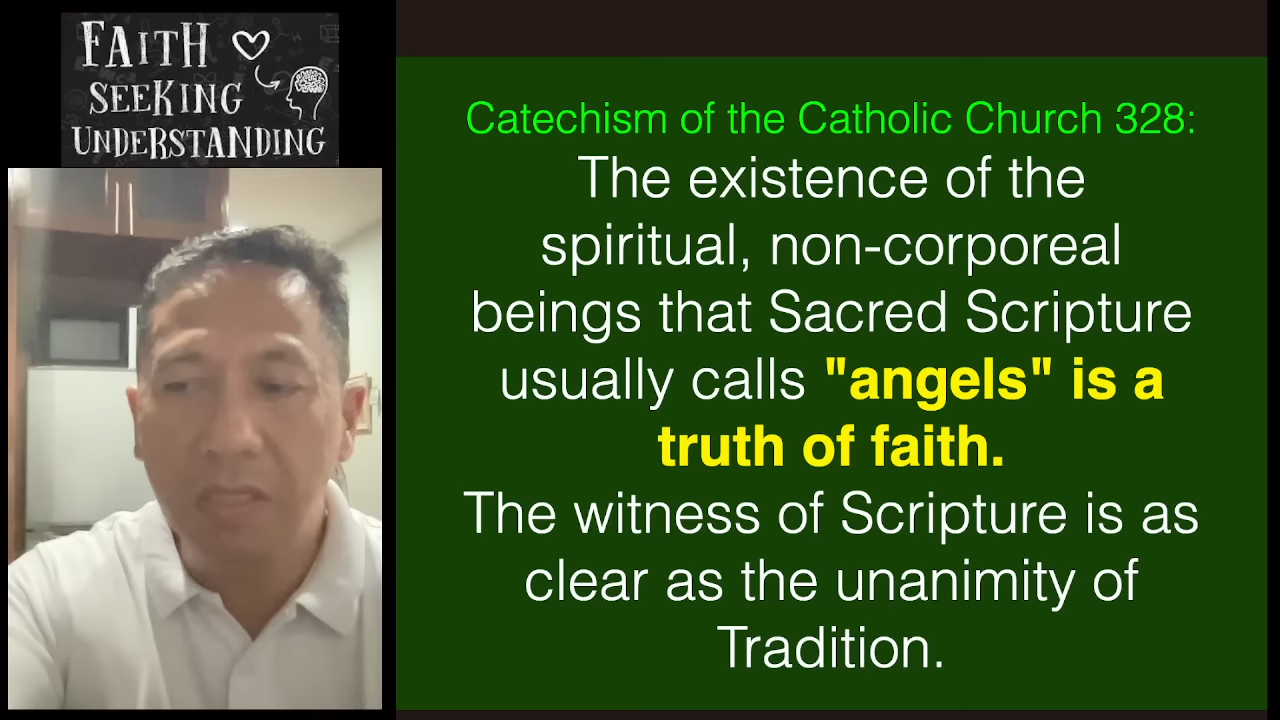 FAITH
SEEKING
UNDERSTANDING
Catechism of the Catholic Church 328:
The existence of the
spiritual, non-corporeal
beings that Sacred Scripture
usually calls "angels" is a
truth of faith.
The witness of Scripture is as
clear as the unanimity of
Tradition.